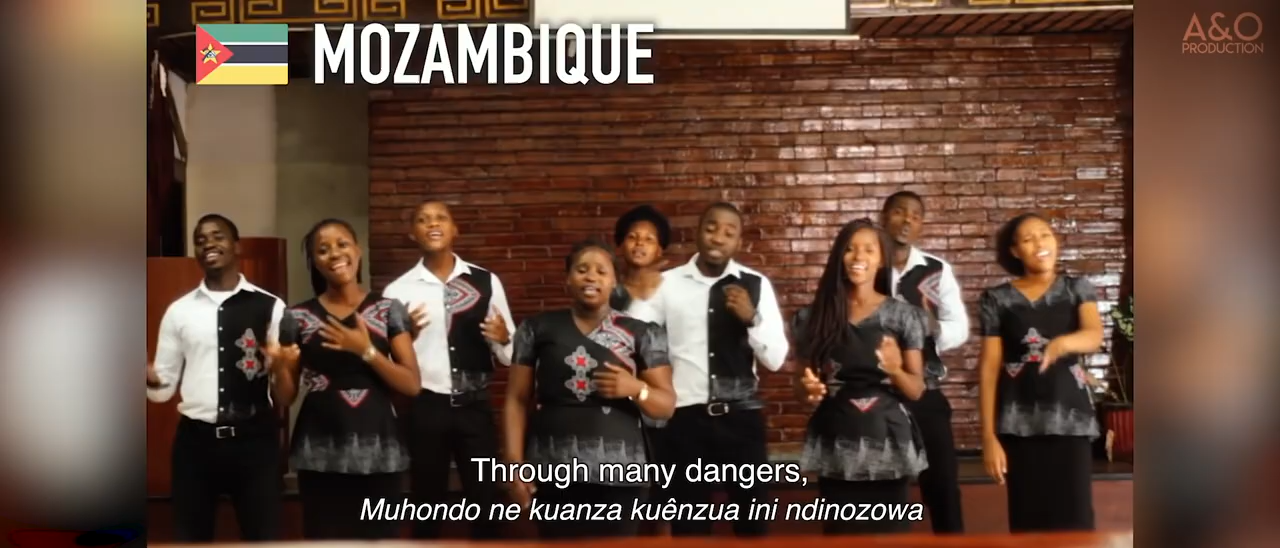 MOZAMBIQUE
A&O
PRODUCTION
Through many dangers,
Muhondo ne kuanza kuênzua ini ndinozowa